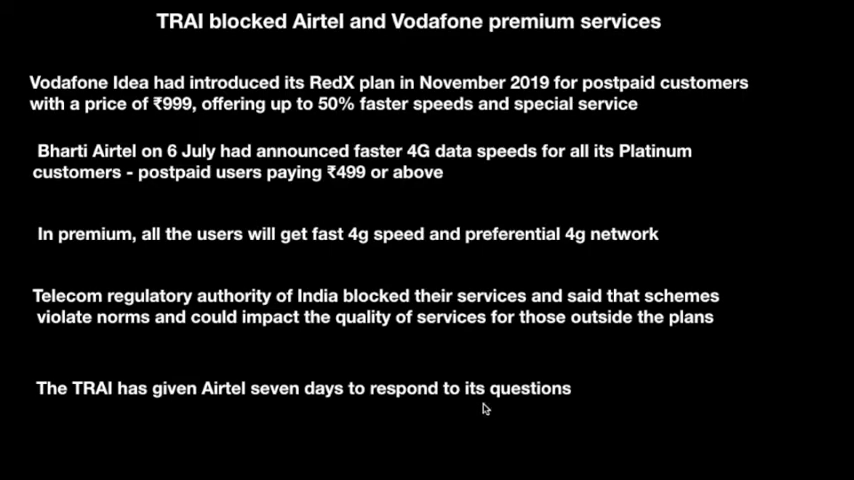 TRAI blocked Airtel and Vodafone premium services
Vodafone Idea had introduced its RedX plan in November 2019 for postpaid customers
with a price of ₹999, offering up to 50% faster speeds and special service
Bharti Airtel on 6 July had announced faster 4G data speeds for all its Platinum
customers - postpaid users paying ₹499 or above
In premium, all the users will get fast 4g speed and preferential 4g network
Telecom regulatory authority of India blocked their services and said that schemes
violate norms and could impact the quality of services for those outside the plans
The TRAI has given Airtel seven days to respond to its questions